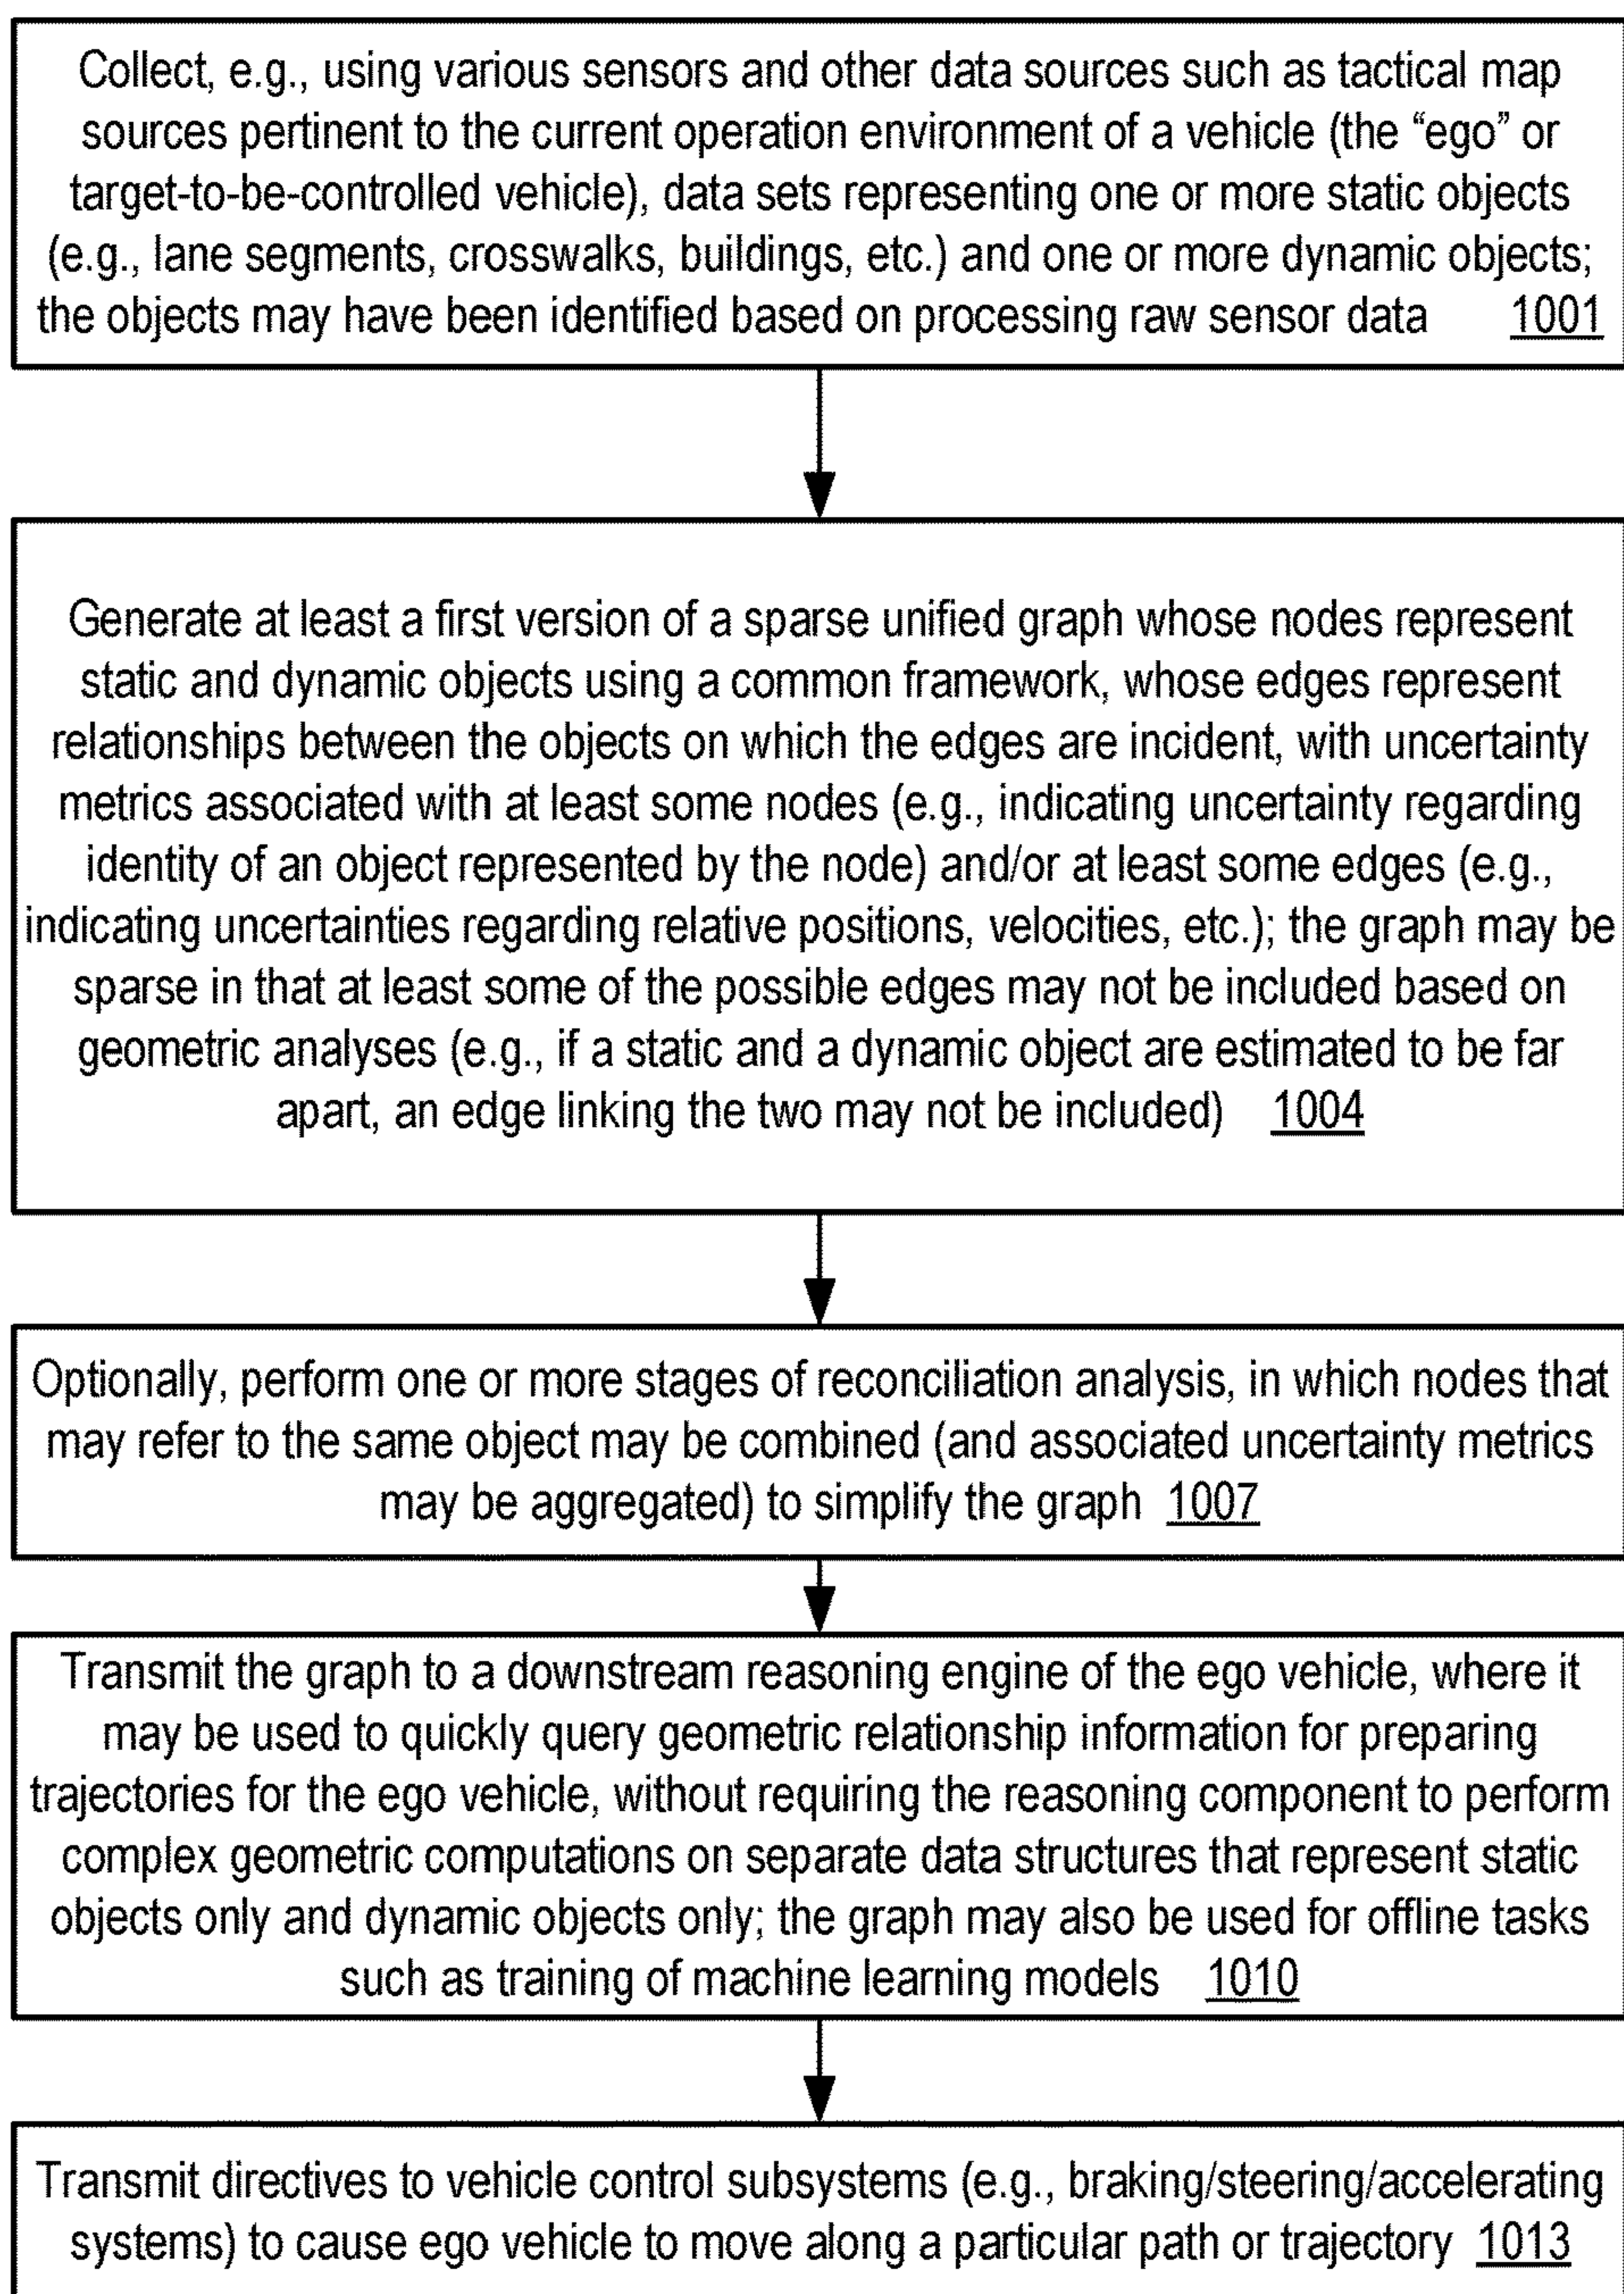 Collect, e.g., using various sensors and other data sources such as tactical map
sources pertinent to the current operation environment of a vehicle (the “ego” or
target-to-be-controlled vehicle), data sets representing one or more static objects
(e.g., lane segments, crosswalks, buildings, etc.) and one or more dynamic objects;
the objects may have been identified based on processing raw sensor data 1001
Generate at least a first version of a sparse unified graph whose nodes represent
static and dynamic objects using a common framework, whose edges represent
relationships between the objects on which the edges are incident, with uncertainty
metrics associated with at least some nodes (e.g., indicating uncertainty regarding
identity of an object represented by the node) and/or at least some edges (e.g.,
indicating uncertainties regarding relative positions, velocities, etc.); the graph may be
sparse in that at least some of the possible edges may not be included based on
geometric analyses (e.g., if a static and a dynamic object are estimated to be far
apart, an edge linking the two may not be included) 1004
Optionally, perform one or more stages of reconciliation analysis, in which nodes that
may refer to the same object may be combined (and associated uncertainty metrics
may be aggregated) to simplify the graph 1007
Transmit the graph to a downstream reasoning engine of the ego vehicle, where it
may be used to quickly query geometric relationship information for preparing
trajectories for the ego vehicle, without requiring the reasoning component to perform
complex geometric computations on separate data structures that represent static
objects only and dynamic objects only; the graph may also be used for offline tasks
such as training of machine learning models 1010
Transmit directives to vehicle control subsystems (e.g., braking/steering/accelerating
systems) to cause ego vehicle to move along a particular path or trajectory 1013